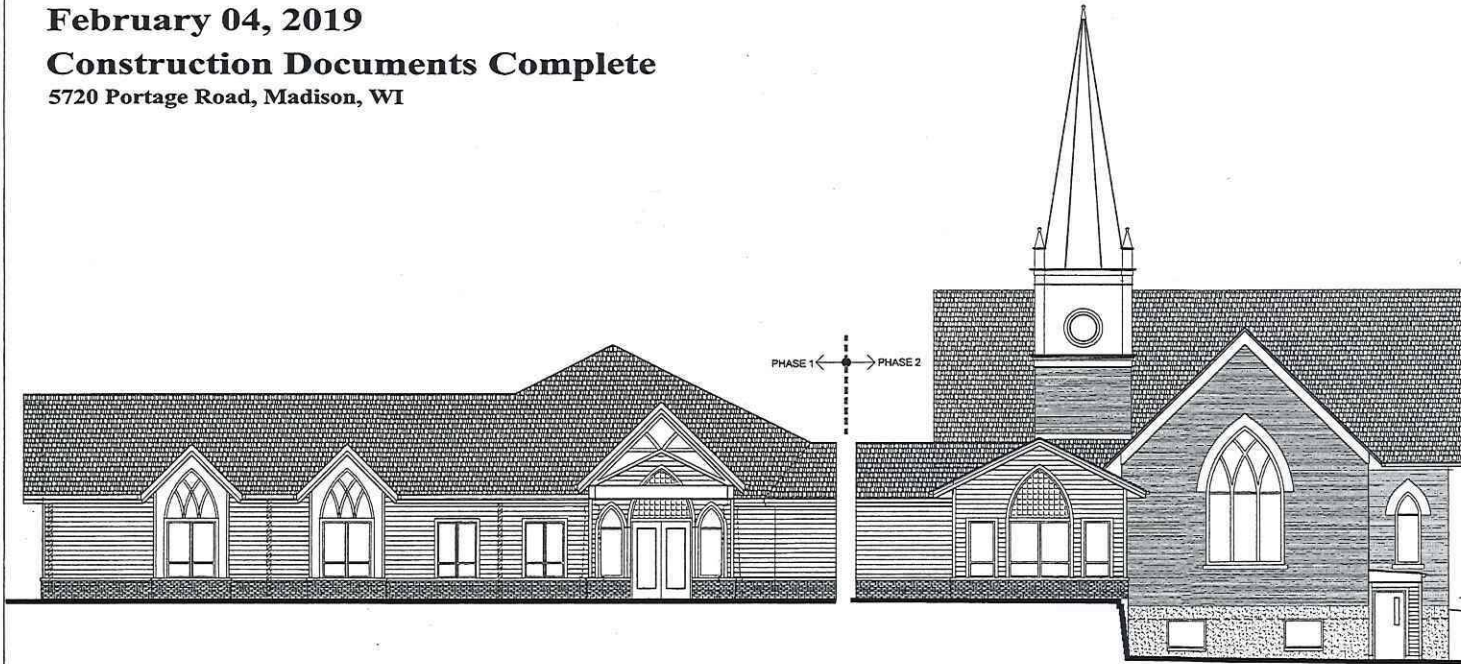 February 04, 2019
Construction Documents Complete
5720 Portage Road, Madison, WI
PHASE 1 PHASE 2